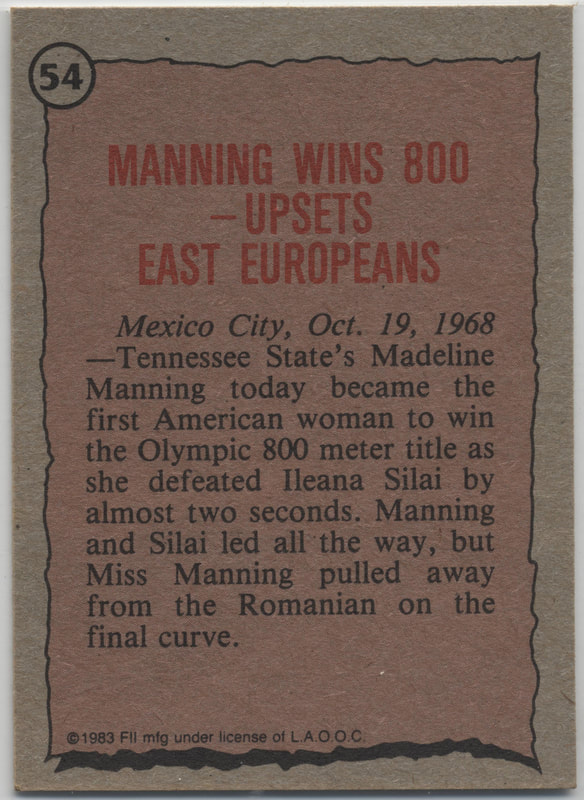 54
MANNING WINS 800
—UPSETS
EAST EUROPEANS
Mexico City, Oct. 19, 1968
—Tennessee State's Madeline
Manning today became the
first American woman to win
the Olympic 800 meter title as
she defeated Ileana Silai by
almost two seconds. Manning
and Silai led all the way, but
Miss Manning pulled away
from the Romanian on the
final curve.
©1983 FII mfg under license of L.A.O.O.C.